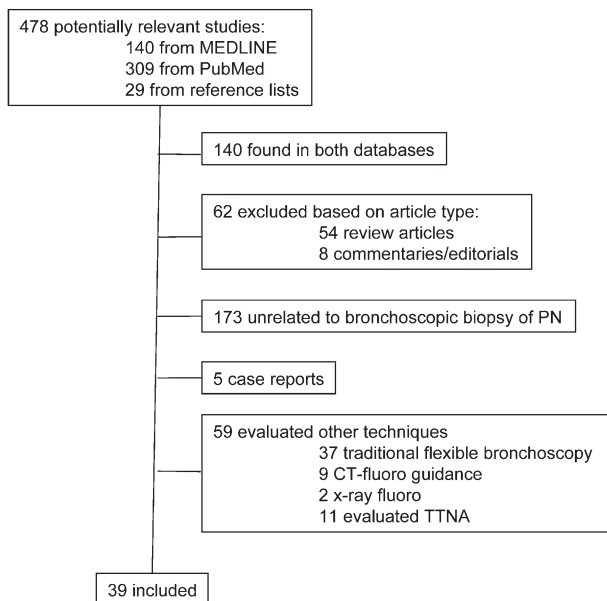 478 potentially relevant studies:
140 from MEDLINE
309 from PubMed
29 from reference lists
140 found in both databases
62 excluded based on article type:
54 review articles
8 commentaries/editorials
173 unrelated to bronchoscopic biopsy of PN
5 case reports
59 evaluated other techniques
37 traditional flexible bronchoscopy
9 CT-fluoro guidance
2 x-ray fluoro
11 evaluated TTNA
39 included